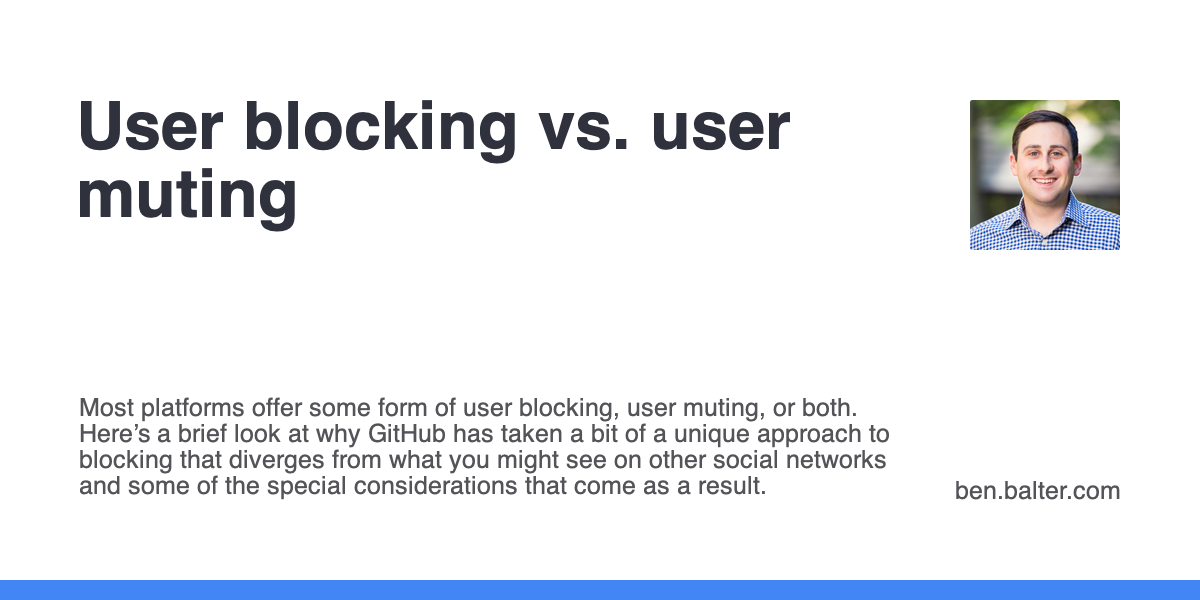 User blocking vs. user
muting
Most platforms offer some form of user blocking, user muting, or both.
Here’s a brief look at why GitHub has taken a bit of a unique approach to
blocking that diverges from what you might see on other social networks
and some of the special considerations that come as a result.
ben.balter.com